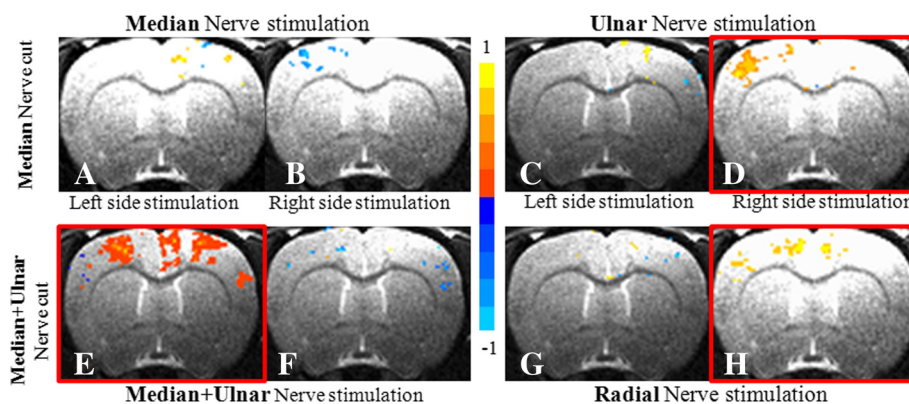 Median Nerve stimulation
Ulnar Nerve stimulation
Median Nerve cut
1
A
B
C
D
Left side stimulation
Right side stimulation
Left side stimulation
Right side stimulation
Median+Ulnar
Nerve cut
-1
E
F
G
H
Median+Ulnar Nerve stimulation
Radial Nerve stimulation